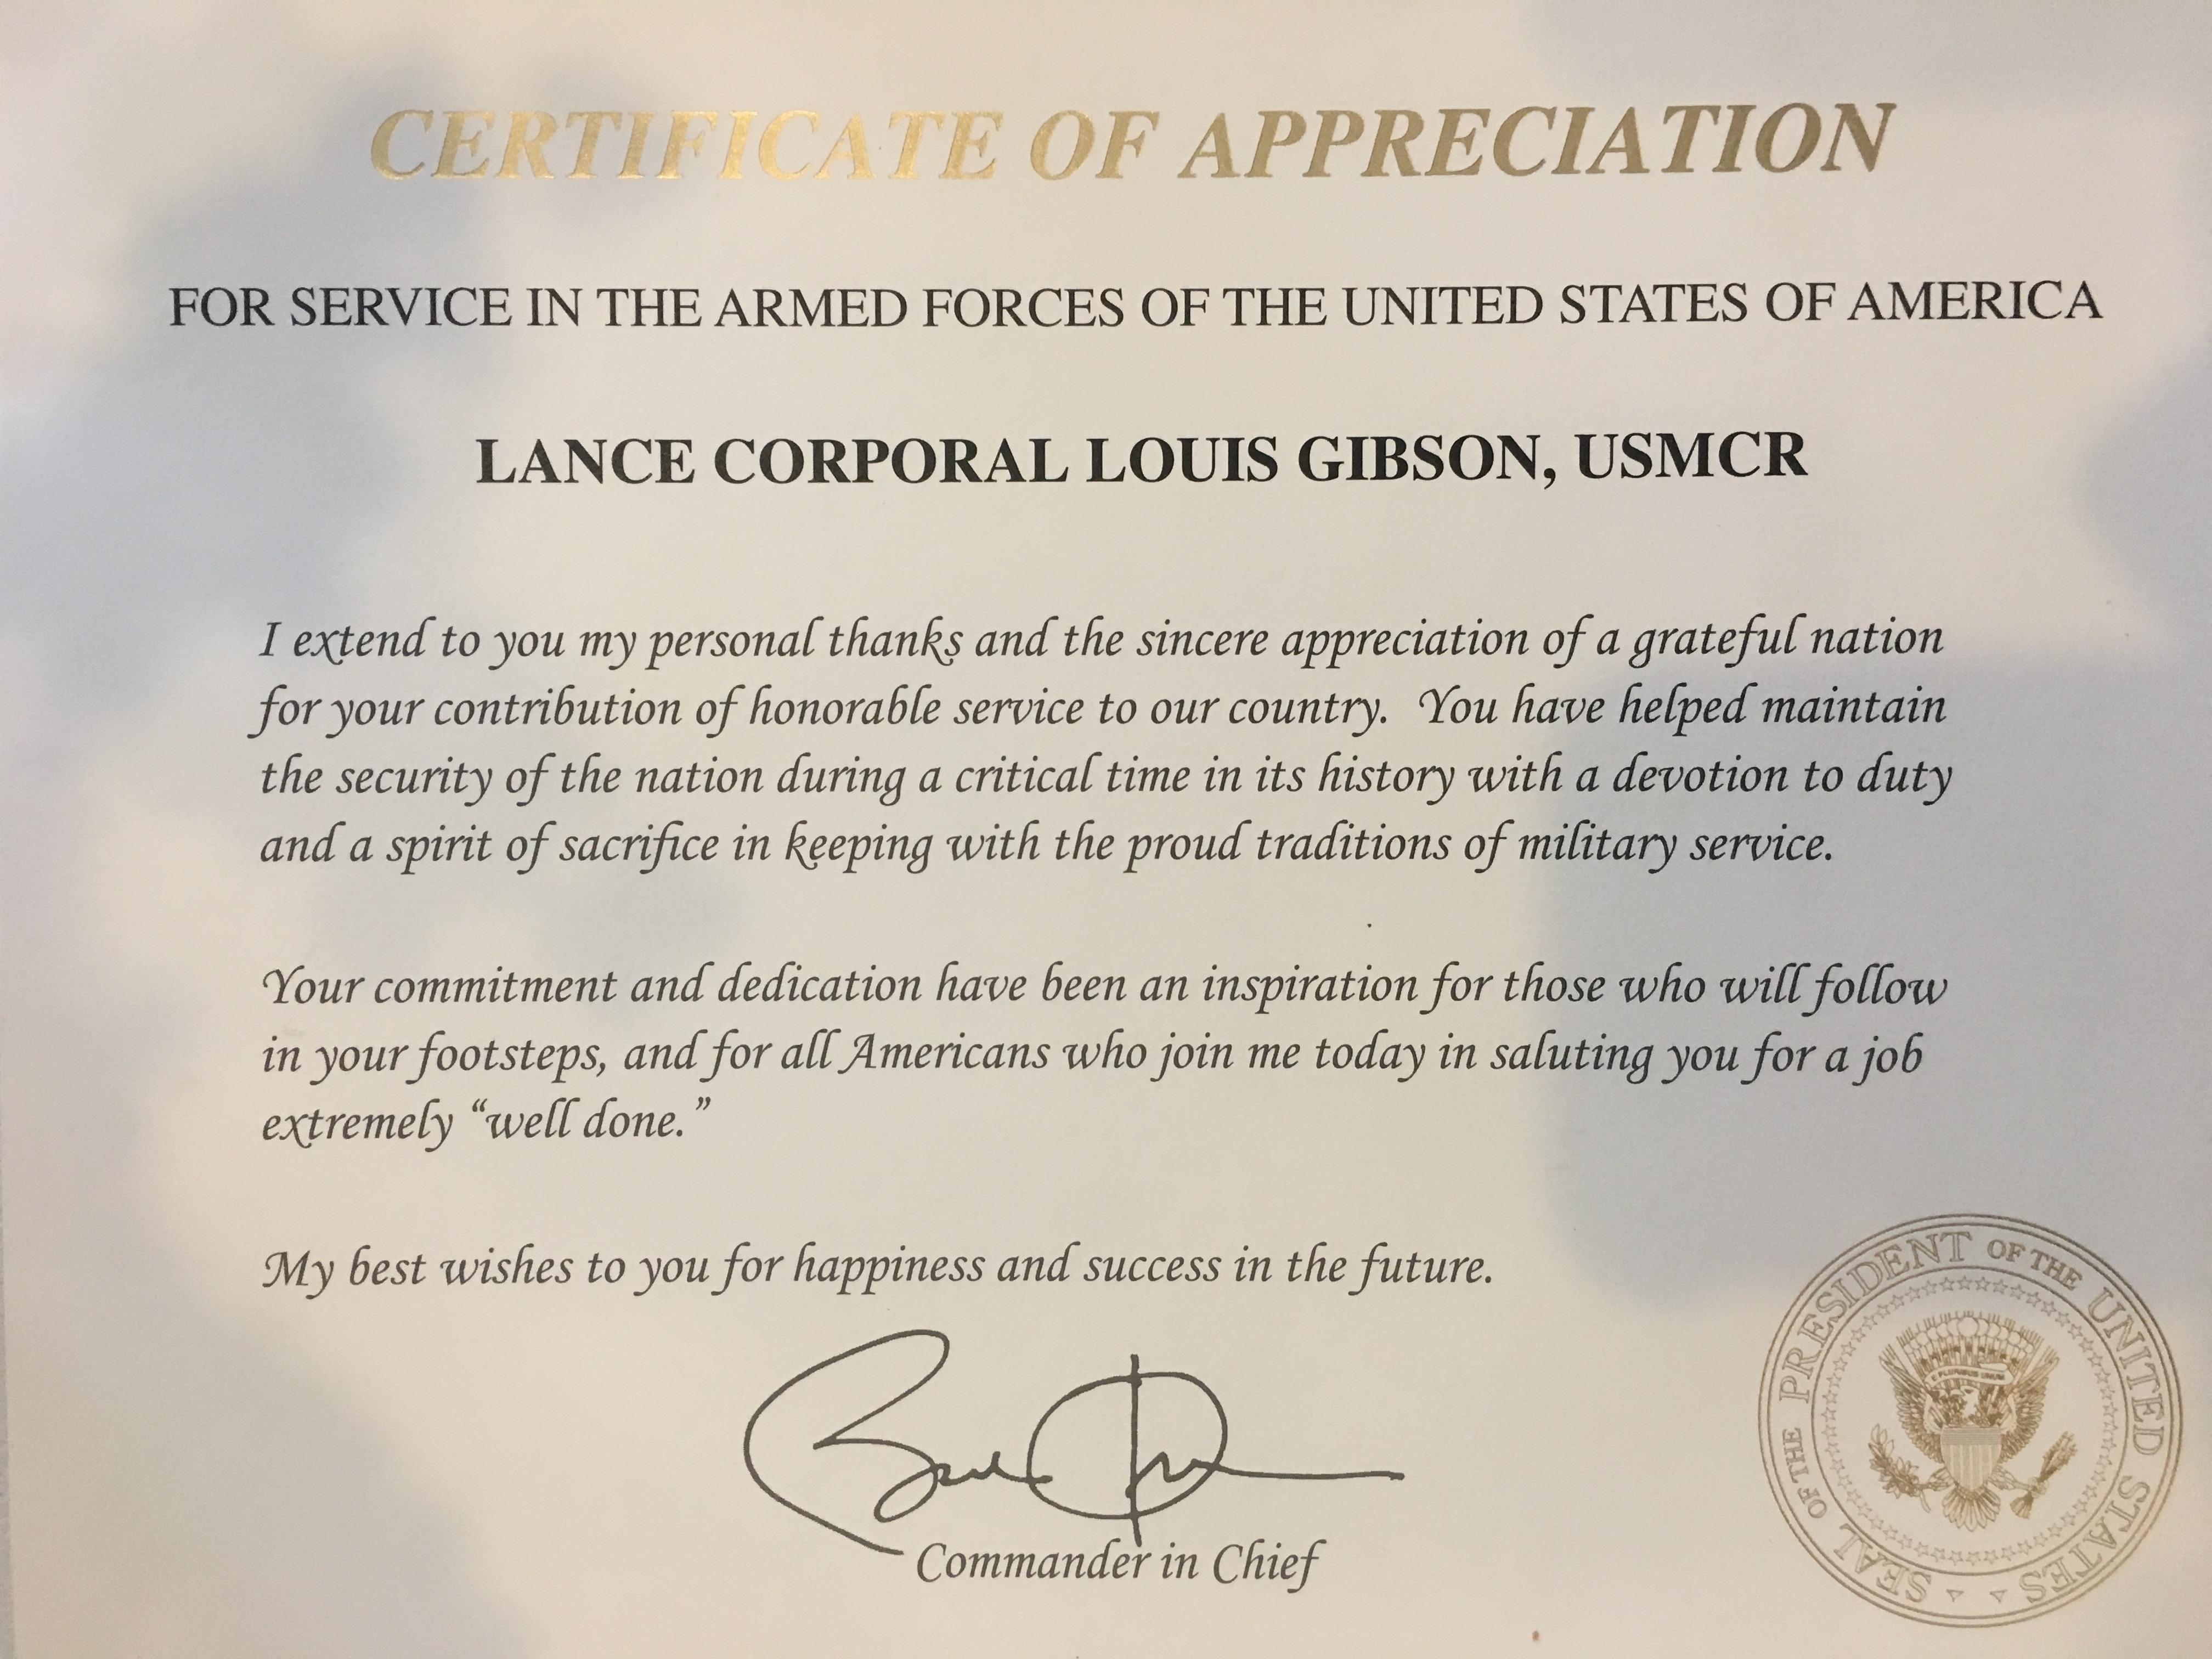 CERTIFICATE OF APPRECIATION
FOR SERVICE IN THE ARMED FORCES OF THE UNITED STATES OF AMERICA
LANCE CORPORAL LOUIS GIBSON, USMCR
I extend to you my personal thanks and the sincere appreciation of a grateful nation
for your contribution of honorable service to our country. You have helped maintain
the security of the nation during a critical time in its history with a devotion to duty
and a spirit of sacrifice in keeping with the proud traditions of military service.
Your commitment and dedication have been an inspiration for those who will follow
in your footsteps, and for all Americans who join me today in saluting you for a job
extremely “well done.”
My best wishes to you for happiness and success in the future.
Commander in Chief
SEAL OF THE PRESIDENT OF THE UNITED STATES